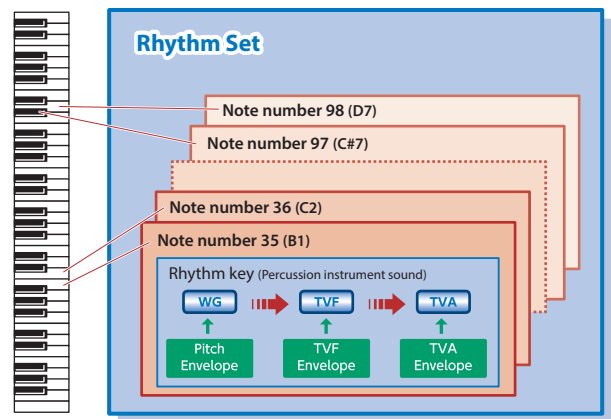 Rhythm Set
Note number 98 (D7)
Note number 97 (C#7)
Note number 36 (C2)
Note number 35 (B1)
Rhythm key (Percussion instrument sound)
WG TVF TVA
Pitch TVF TVA
Envelope Envelope Envelope